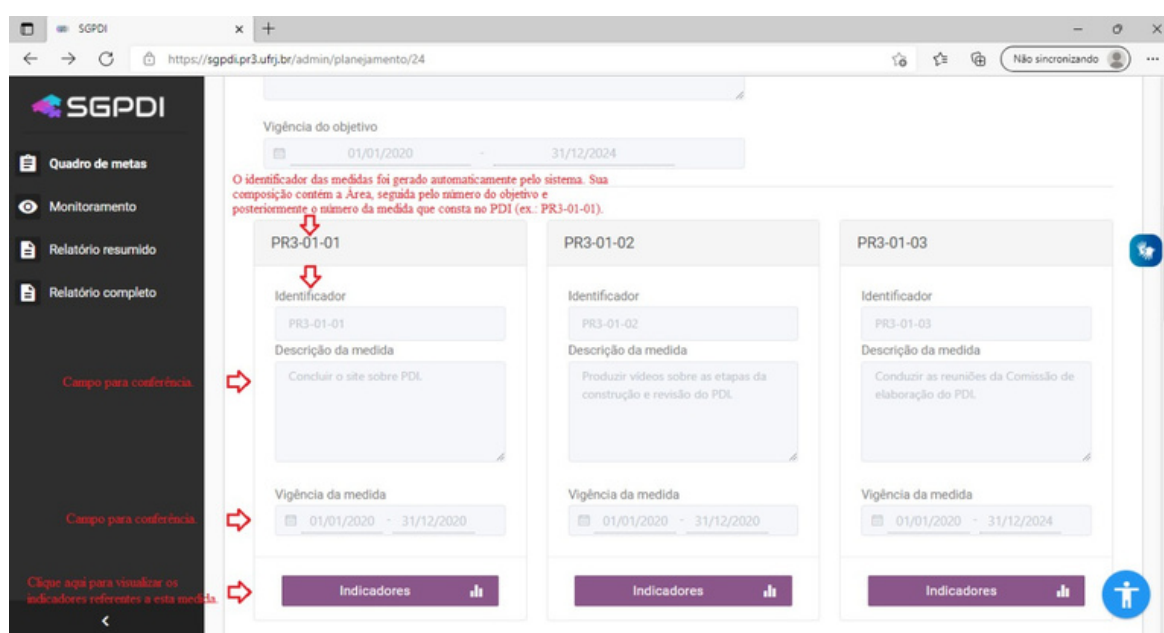 SGPDI
https://sgpdi.pr3.ufrj.br/admin/planejamento/24
Não sincronizando
SGPDI
Quadro de metas
Monitoramento
Relatório resumido
Relatório completo
Vigência do objetivo
01/01/2020 - 31/12/2024
O identificador das medidas foi gerado automaticamente pelo sistema. Sua
composição contém a Área, seguida pelo número do objetivo e
posteriormente o número da medida que consta no PDI (ex.: PR3-01-01).
PR3-01-01
Identificador
PR3-01-01
Descrição da medida
Concluir o site sobre PDI.
Vigência da medida
01/01/2020 - 31/12/2020
Indicadores
PR3-01-02
Identificador
PR3-01-02
Descrição da medida
Produzir vídeos sobre as etapas da
construção e revisão do PDI.
Vigência da medida
01/01/2020 - 31/12/2020
Indicadores
PR3-01-03
Identificador
PR3-01-03
Descrição da medida
Conduzir as reuniões da Comissão de
elaboração do PDI.
Vigência da medida
01/01/2020 - 31/12/2024
Indicadores
Campo para conferência.
Campo para conferência.
Clique aqui para visualizar os
indicadores referentes a esta medida.